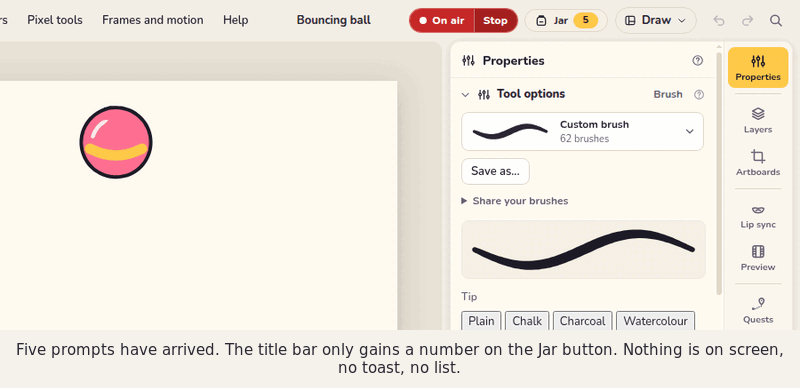 rs Pixel tools Frames and motion Help Bouncing ball On air Stop Jar 5 Draw
Properties
Tool options Brush
Custom brush
62 brushes
Save as...
Share your brushes
Tip
Plain Chalk Charcoal Watercolour
Properties
Layers
Artboards
Lip sync
Preview
Quests
Five prompts have arrived. The title bar only gains a number on the Jar button. Nothing is on screen,
no toast, no list.